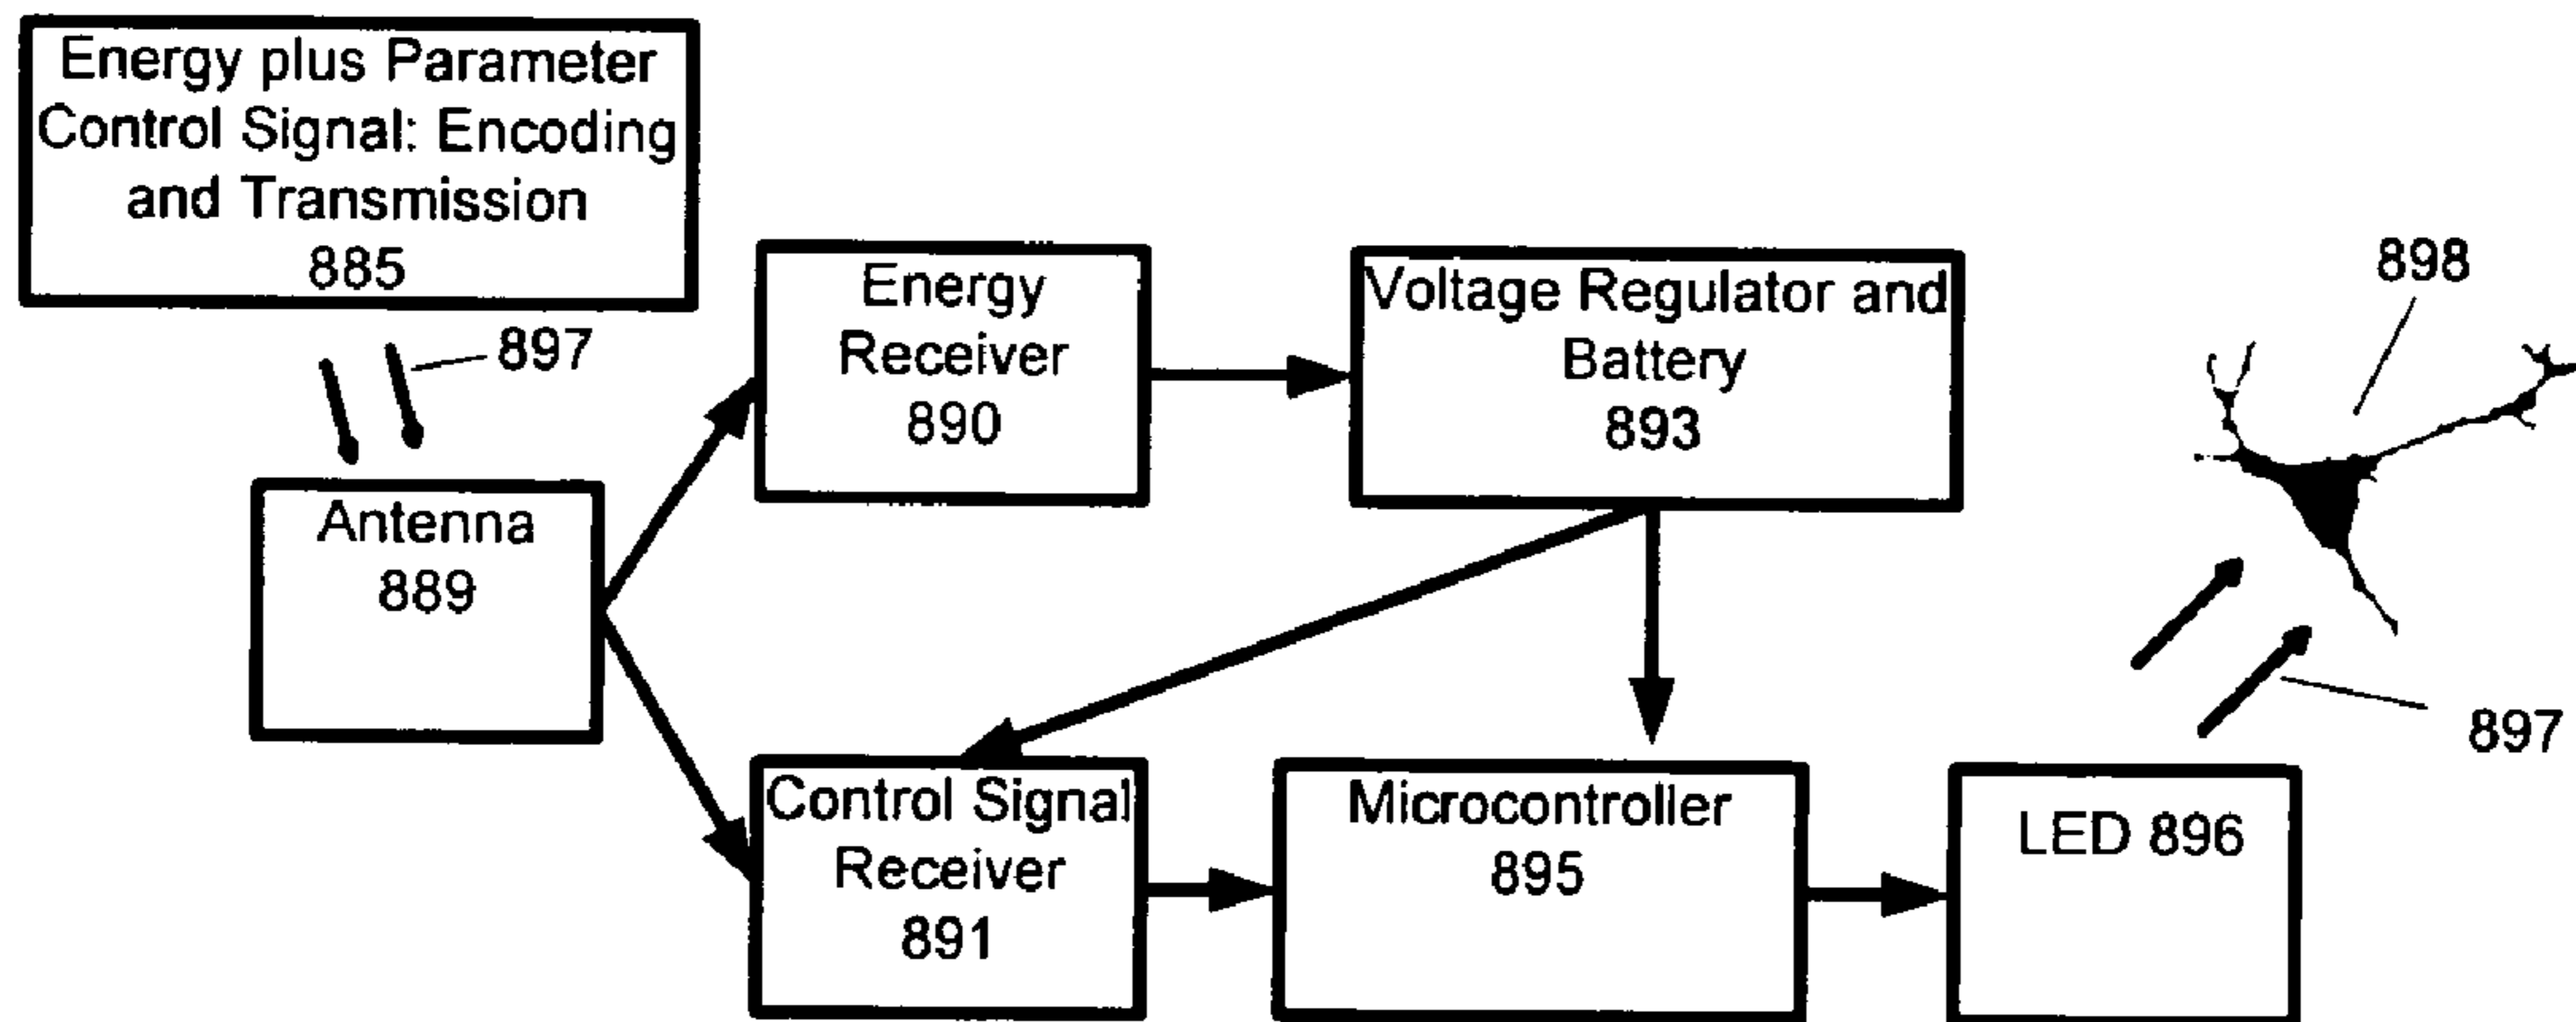 Energy plus Parameter
Control Signal: Encoding
and Transmission
885
897
Antenna
889
Energy
Receiver
890
Voltage Regulator and
Battery
893
898
Control Signal
Receiver
891
Microcontroller
895
LED 896
897